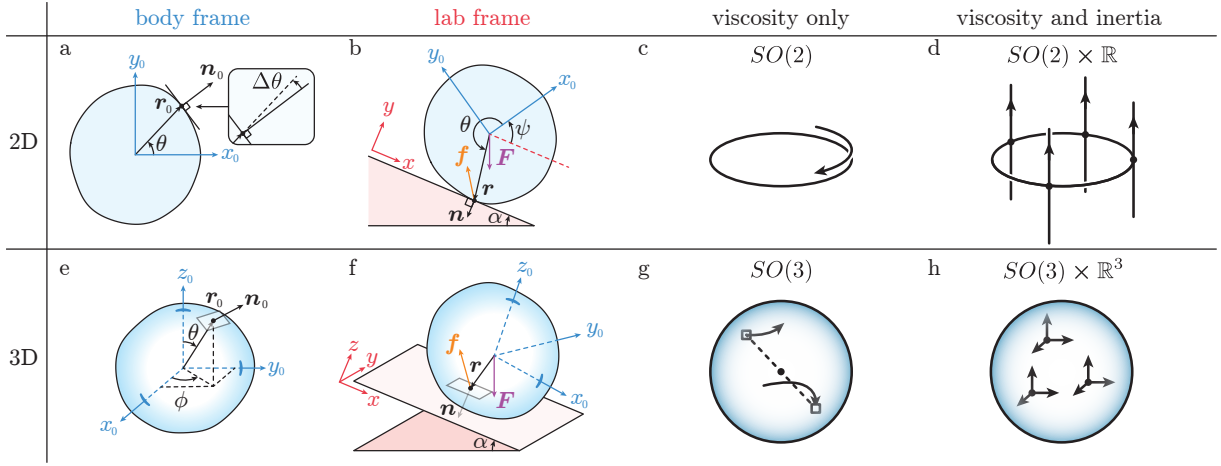 body frame lab frame viscosity only viscosity and inertia
2D
a
y₀
n₀
r₀
θ
x₀
Δθ
b
y₀
x₀
y
x
θ
ψ
f
F
r
n
α
c
SO(2)
d
SO(2) × ℝ
3D
e
z₀
r₀
n₀
θ
y₀
ϕ
x₀
f
z₀
y₀
x₀
z
y
x
f
r
F
n
α
g
SO(3)
h
SO(3) × ℝ³